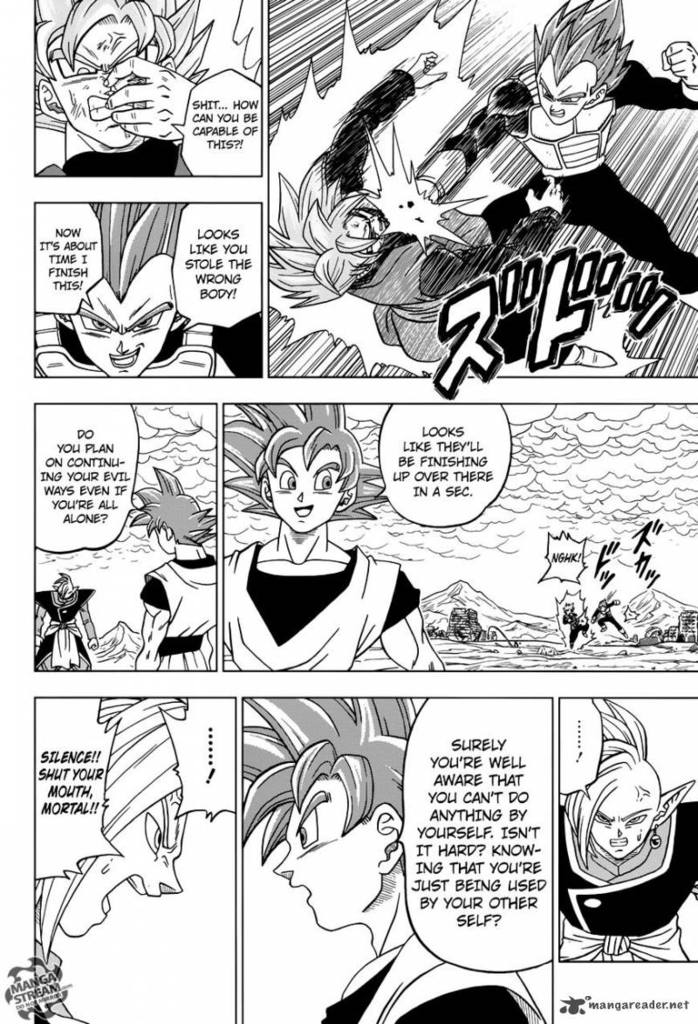 SHIT... HOW
CAN YOU BE
CAPABLE OF
THIS?!
LOOKS
LIKE YOU
STOLE THE
WRONG
BODY!
NOW
IT'S ABOUT
TIME I
FINISH
THIS!
ズドドドド
DO
YOU PLAN
ON CONTINU-
ING YOUR EVIL
WAYS EVEN IF
YOU'RE ALL
ALONE?
LOOKS
LIKE THEY'LL
BE FINISHING
UP OVER THERE
IN A SEC.
NGHK!
ドカッ
SURELY
YOU'RE WELL
AWARE THAT
YOU CAN'T DO
ANYTHING BY
YOURSELF. ISN'T
IT HARD? KNOW-
ING THAT YOU'RE
JUST BEING USED
BY YOUR OTHER
SELF?
......!
SILENCE!!
SHUT YOUR
MOUTH,
MORTAL!!
MANGA
STREAM
mangareader.net